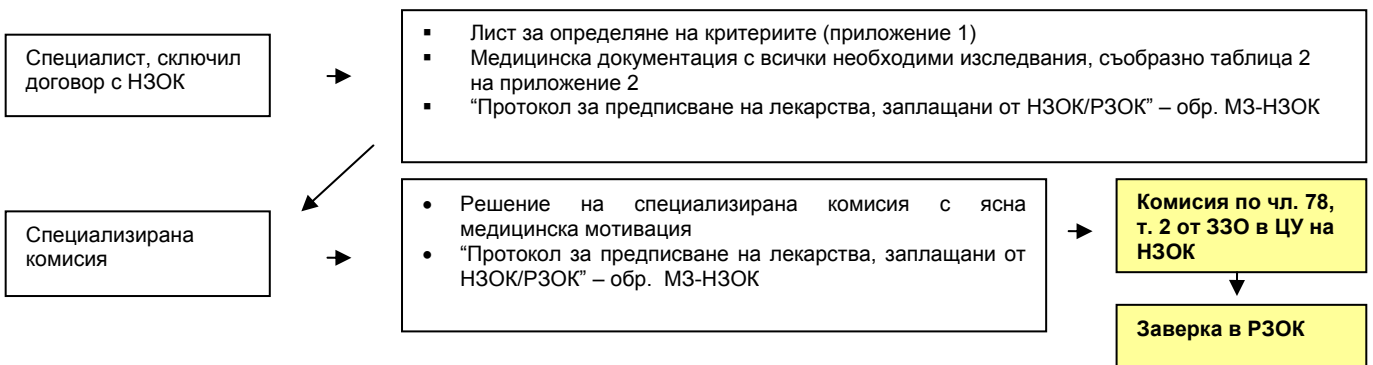 Специалист, сключил
договор с НЗОК
▪ Лист за определяне на критериите (приложение 1)
▪ Медицинска документация с всички необходими изследвания, съобразно таблица 2
на приложение 2
▪ “Протокол за предписване на лекарства, заплащани от НЗОК/РЗОК” – обр. МЗ-НЗОК
Специализирана
комисия
• Решение на специализирана комисия с ясна
медицинска мотивация
• “Протокол за предписване на лекарства, заплащани от
НЗОК/РЗОК” – обр. МЗ-НЗОК
Комисия по чл. 78,
т. 2 от ЗЗО в ЦУ на
НЗОК
Заверка в РЗОК